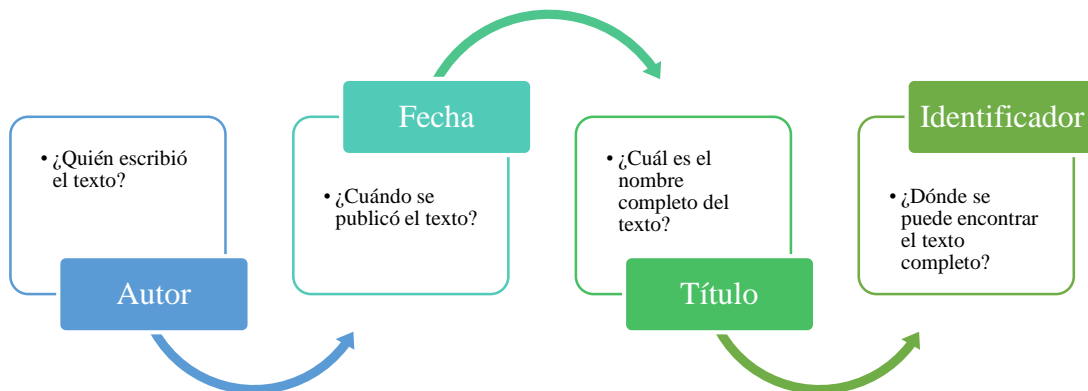 • ¿Quién escribió
el texto?
Autor
Fecha
• ¿Cuándo se
publicó el texto?
• ¿Cuál es el
nombre
completo del
texto?
Título
Identificador
• ¿Dónde se
puede encontrar
el texto
completo?